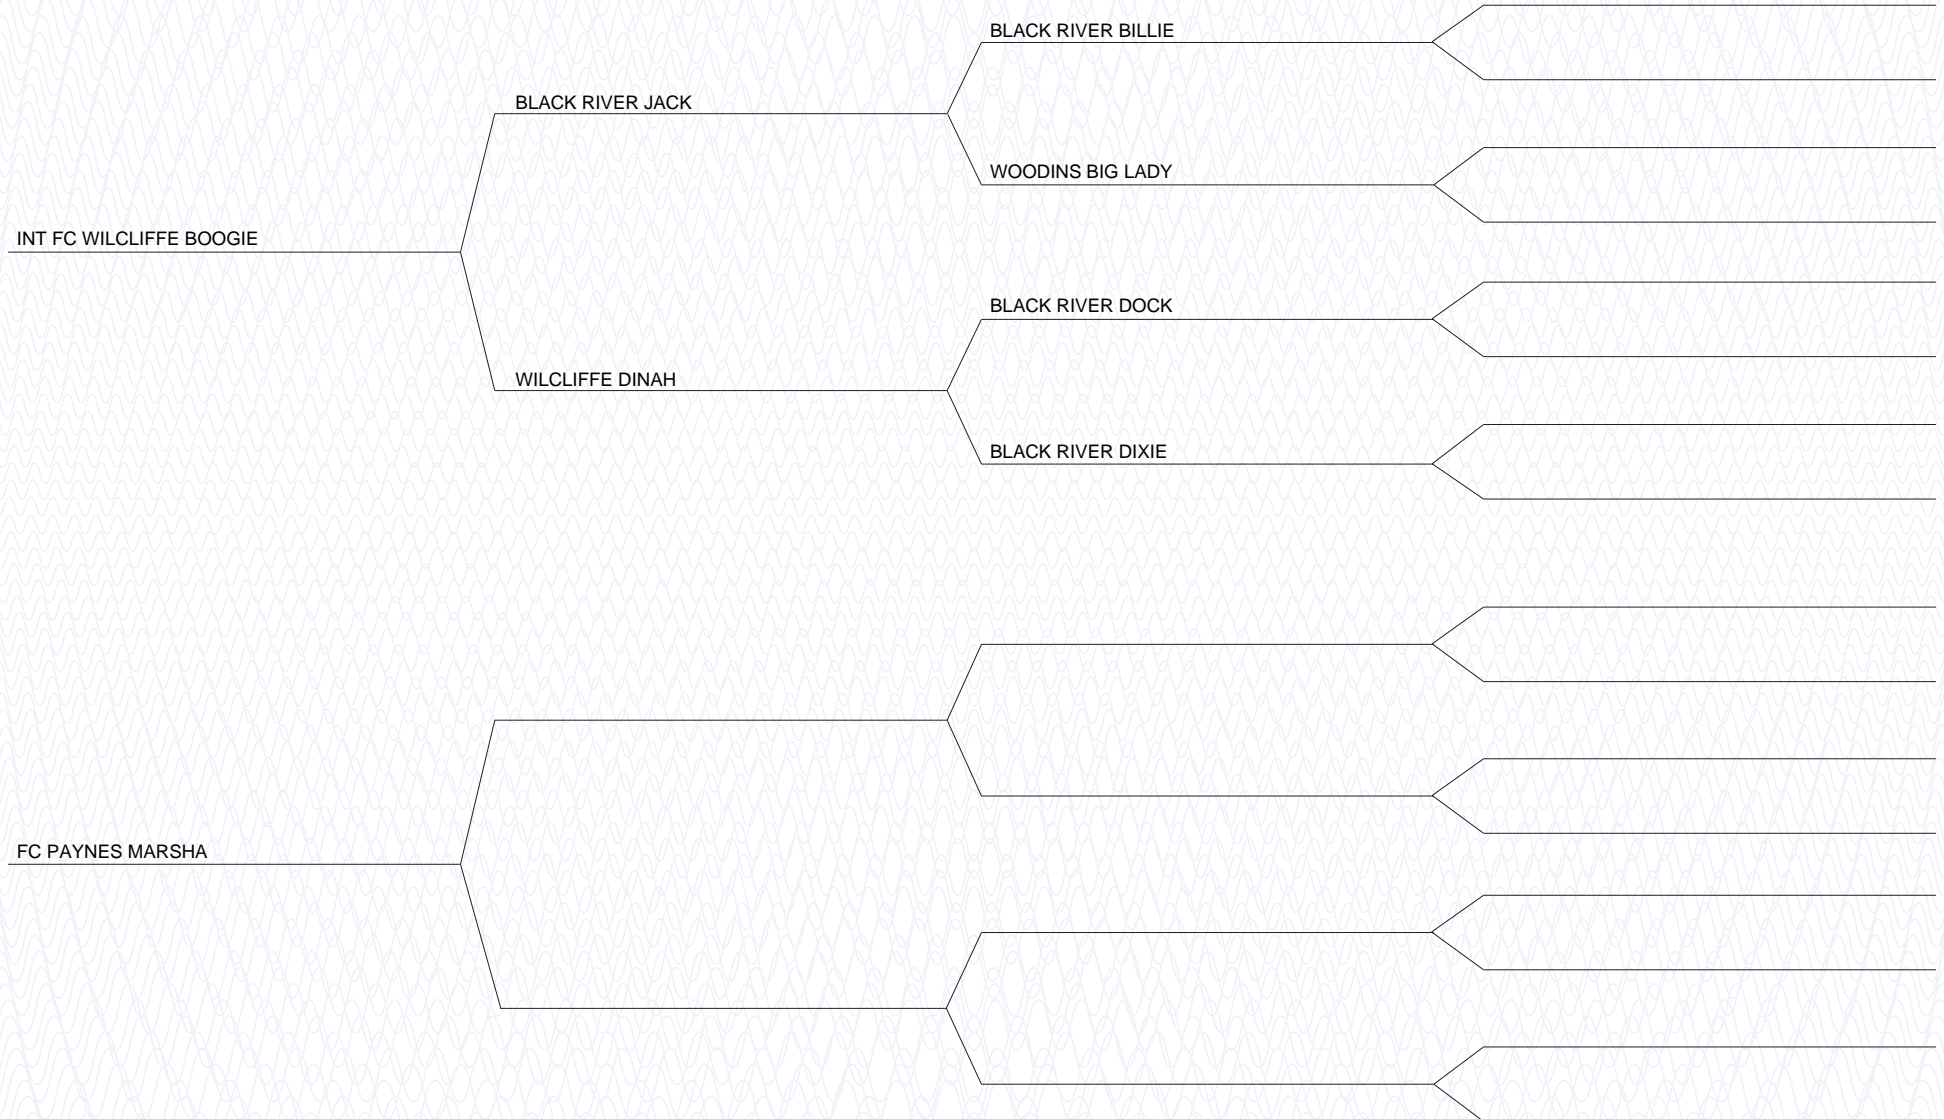 BLACK RIVER BILLIE
BLACK RIVER JACK
WOODINS BIG LADY
INT FC WILCLIFFE BOOGIE
BLACK RIVER DOCK
WILCLIFFE DINAH
BLACK RIVER DIXIE
FC PAYNES MARSHA